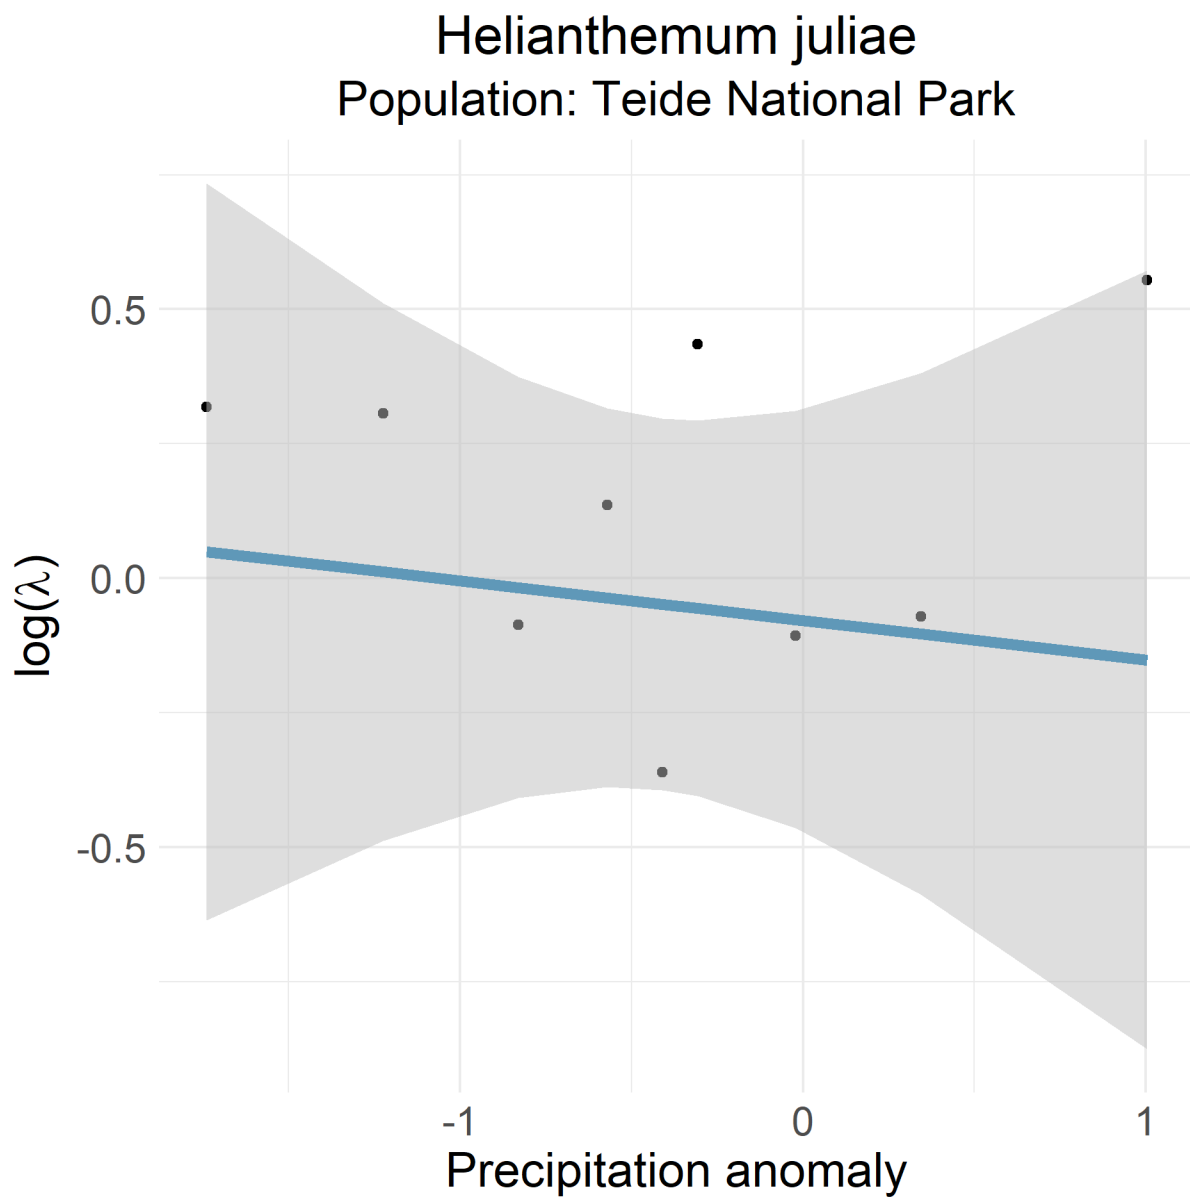 Helianthemum juliae
Population: Teide National Park
log(λ)
0.5
0.0
-0.5
-1
0
1
Precipitation anomaly